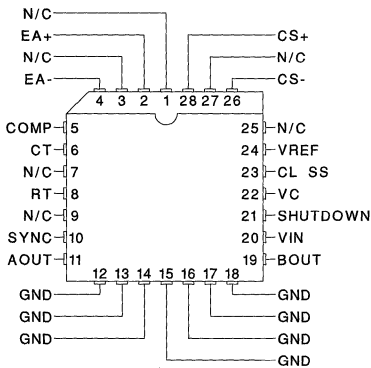 N/C
EA+ CS+
N/C N/C
EA- CS-
4 3 2 1 28 27 26
COMP 5 25 N/C
CT 6 24 VREF
N/C 7 23 CL SS
RT 8 22 VC
N/C 9 21 SHUTDOWN
SYNC 10 20 VIN
AOUT 11 19 BOUT
12 13 14 15 16 17 18
GND GND
GND GND
GND GND
GND